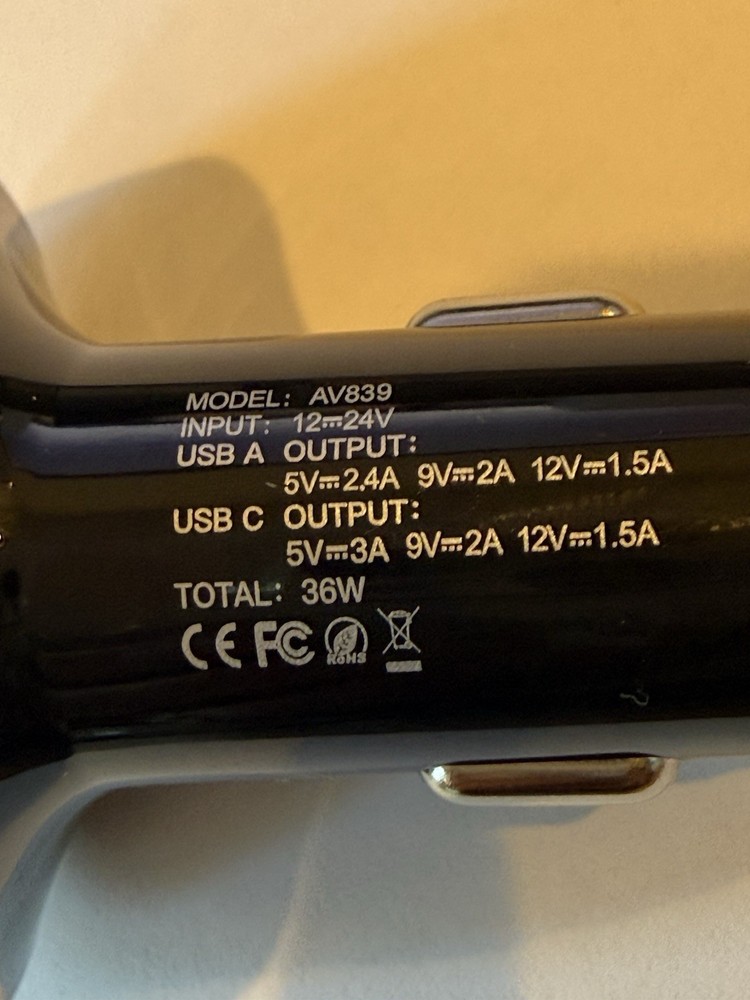 MODEL: AV839
INPUT: 12⎓24V
USB A OUTPUT:
5V⎓2.4A 9V⎓2A 12V⎓1.5A
USB C OUTPUT:
5V⎓3A 9V⎓2A 12V⎓1.5A
TOTAL: 36W
CE FC RoHS